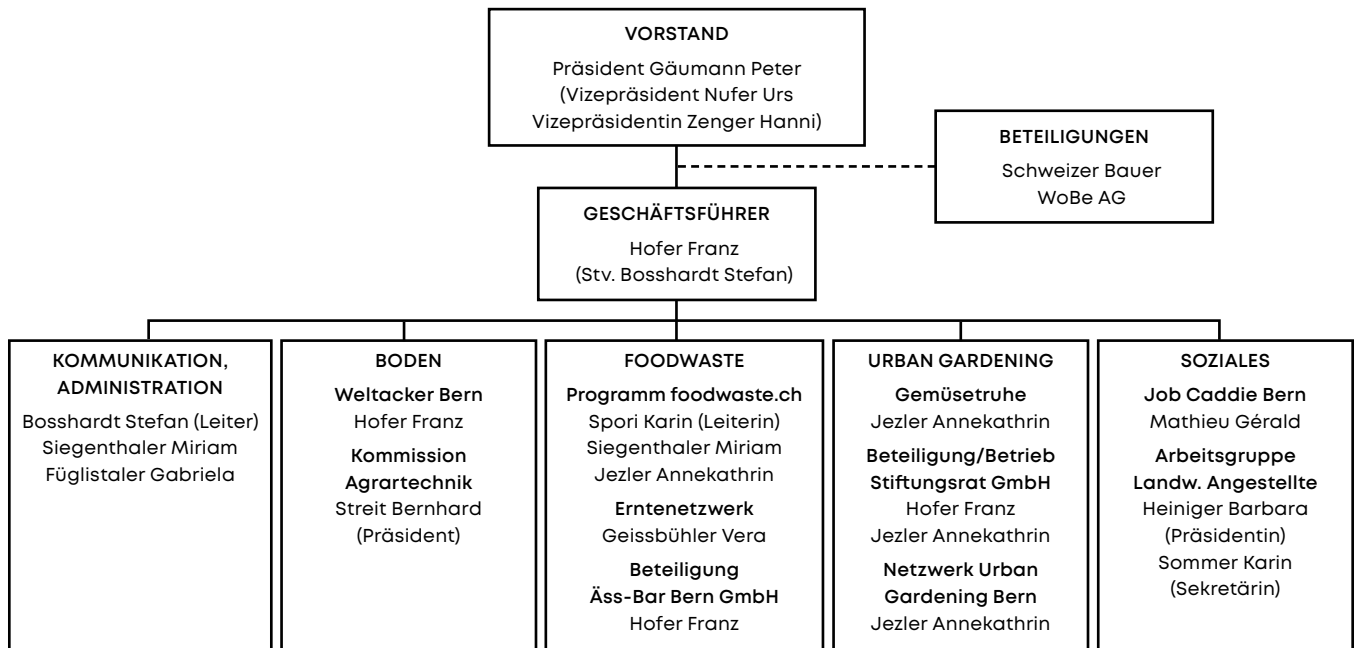 VORSTAND
Präsident Gäumann Peter
(Vizepräsident Nufer Urs
Vizepräsidentin Zenger Hanni)
BETEILIGUNGEN
Schweizer Bauer
WoBe AG
GESCHÄFTSFÜHRER
Hofer Franz
(Stv. Bosshardt Stefan)
KOMMUNIKATION,
ADMINISTRATION
Bosshardt Stefan (Leiter)
Siegenthaler Miriam
Füglistaler Gabriela
BODEN
Weltacker Bern
Hofer Franz
Kommission
Agrartechnik
Streit Bernhard
(Präsident)
FOODWASTE
Programm foodwaste.ch
Spori Karin (Leiterin)
Siegenthaler Miriam
Jezler Annekathrin
Erntenetzwerk
Geissbühler Vera
Beteiligung
Äss-Bar Bern GmbH
Hofer Franz
URBAN GARDENING
Gemüsetruhe
Jezler Annekathrin
Beteiligung/Betrieb
Stiftungsrat GmbH
Hofer Franz
Jezler Annekathrin
Netzwerk Urban
Gardening Bern
Jezler Annekathrin
SOZIALES
Job Caddie Bern
Mathieu Gérald
Arbeitsgruppe
Landw. Angestellte
Heiniger Barbara
(Präsidentin)
Sommer Karin
(Sekretärin)